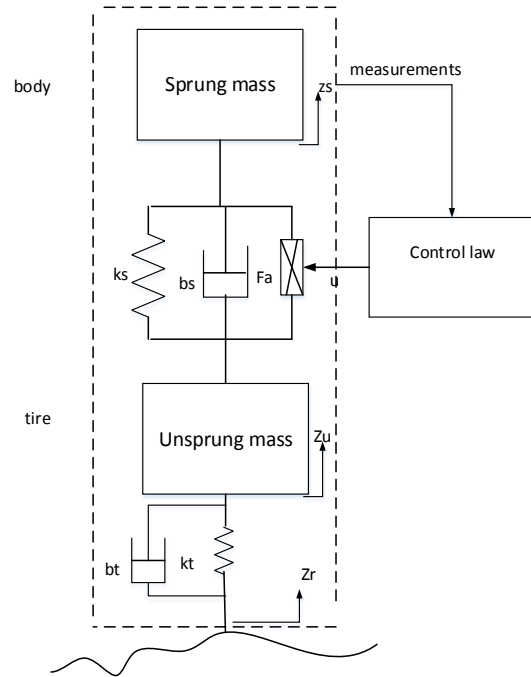 body
Sprung mass
zs
measurements
Control law
ks
bs
Fa
u
tire
Unsprung mass
Zu
bt
kt
Zr